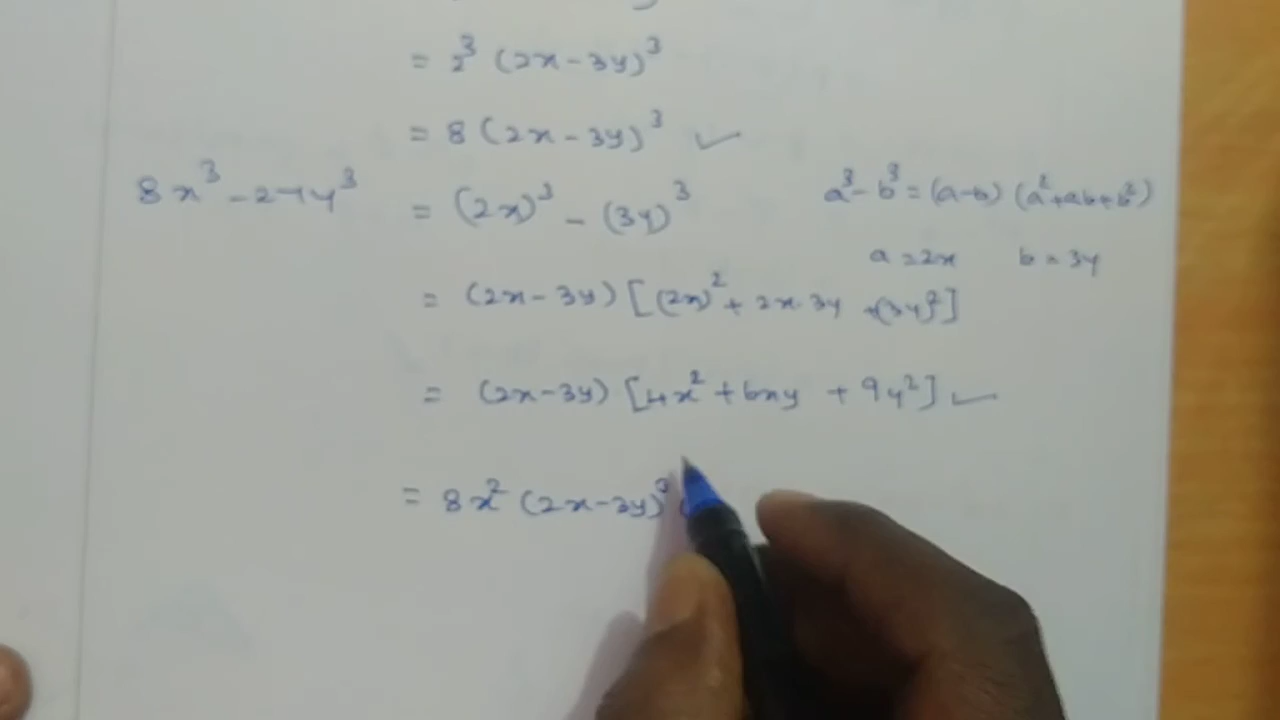 = 2³ (2x-3y)³
= 8 (2x-3y)³ ✓
8x³ - 27y³ = (2x)³ - (3y)³ a³-b³ = (a-b) (a²+ab+b²)
a = 2x b = 3y
= (2x-3y) [(2x)² + 2x·3y + (3y)²]
= (2x-3y) [4x² + 6xy + 9y²] ✓
= 8x² (2x-3y)³ (